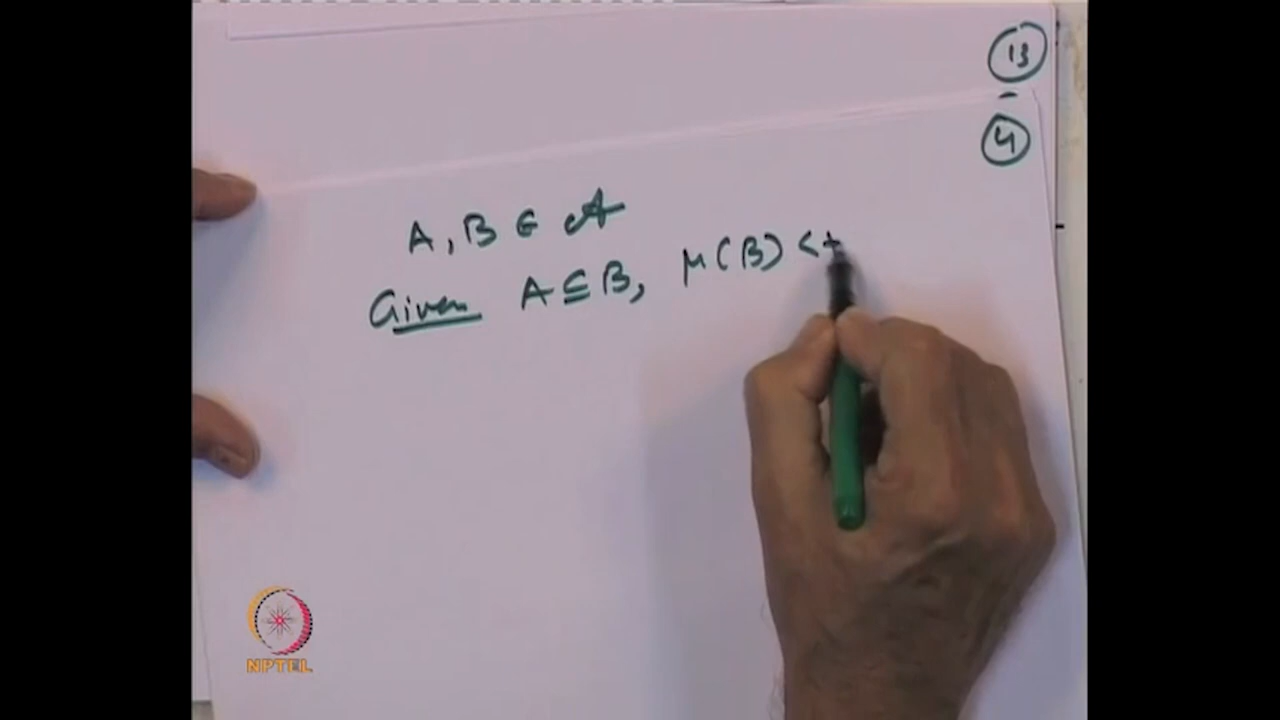 13
4
A, B ∈ 𝒜
Given A ⊆ B, μ(B) < +
NPTEL